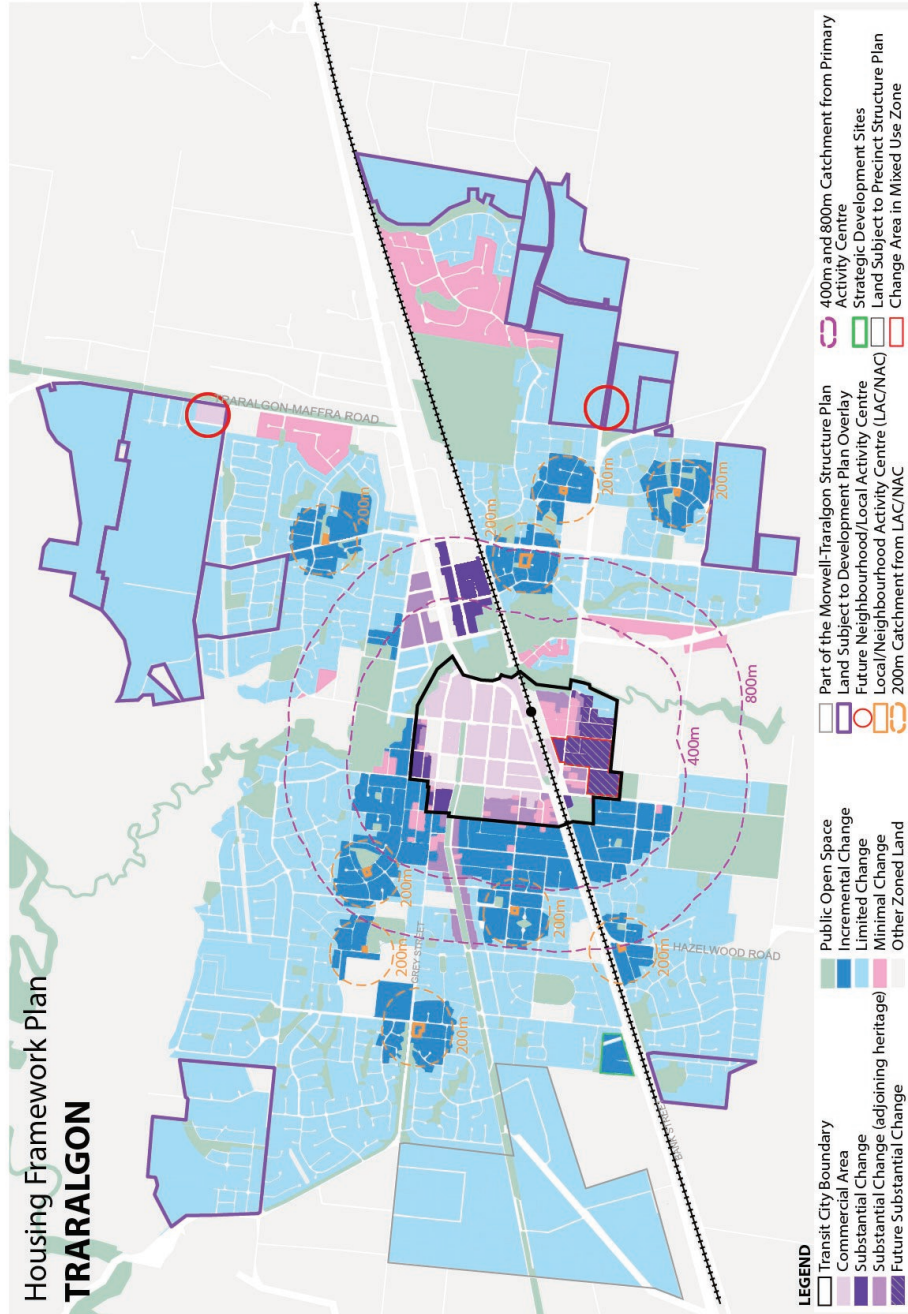 Housing Framework Plan
TRARALGON
TRARALGON-MAFFRA ROAD
200m
200m
200m
200m
200m
200m
200m
200m
200m
GREY STREET
HAZELWOOD ROAD
400m
800m
LEGEND
Transit City Boundary
Commercial Area
Substantial Change
Substantial Change (adjoining heritage)
Future Substantial Change
Public Open Space
Incremental Change
Limited Change
Minimal Change
Other Zoned Land
Part of the Morwell-Traralgon Structure Plan
Land Subject to Development Plan Overlay
Future Neighbourhood/Local Activity Centre
Local/Neighbourhood Activity Centre (LAC/NAC)
200m Catchment from LAC/NAC
400m and 800m Catchment from Primary
Activity Centre
Strategic Development Sites
Land Subject to Precinct Structure Plan
Change Area in Mixed Use Zone